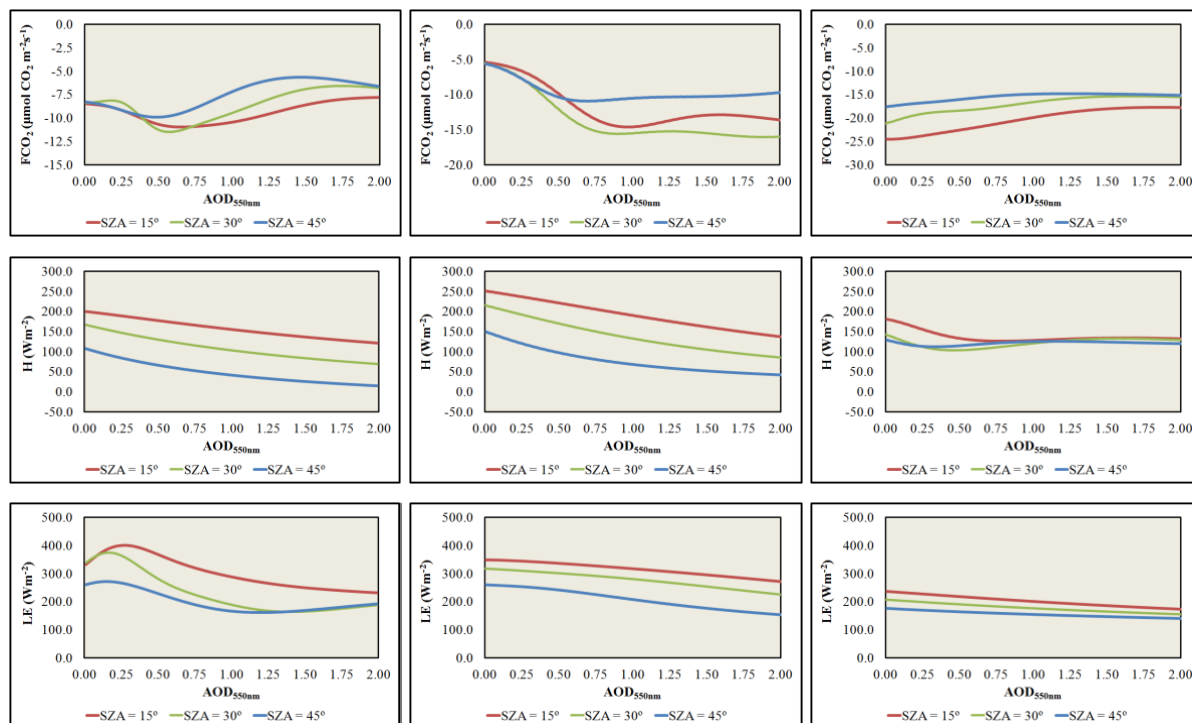 FCO₂ (µmol CO₂ m⁻²s⁻¹)
0.0
-2.5
-5.0
-7.5
-10.0
-12.5
-15.0
0.00 0.25 0.50 0.75 1.00 1.25 1.50 1.75 2.00
AOD₅₅₀ₙₘ
SZA = 15º SZA = 30º SZA = 45º
FCO₂ (µmol CO₂ m⁻²s⁻¹)
0.0
-5.0
-10.0
-15.0
-20.0
0.00 0.25 0.50 0.75 1.00 1.25 1.50 1.75 2.00
AOD₅₅₀ₙₘ
SZA = 15º SZA = 30º SZA = 45º
FCO₂ (µmol CO₂ m⁻²s⁻¹)
0.0
-5.0
-10.0
-15.0
-20.0
-25.0
-30.0
0.00 0.25 0.50 0.75 1.00 1.25 1.50 1.75 2.00
AOD₅₅₀ₙₘ
SZA = 15º SZA = 30º SZA = 45º
H (Wm⁻²)
300.0
250.0
200.0
150.0
100.0
50.0
0.0
-50.0
0.00 0.25 0.50 0.75 1.00 1.25 1.50 1.75 2.00
AOD₅₅₀ₙₘ
SZA = 15º SZA = 30º SZA = 45º
H (Wm⁻²)
300.0
250.0
200.0
150.0
100.0
50.0
0.0
-50.0
0.00 0.25 0.50 0.75 1.00 1.25 1.50 1.75 2.00
AOD₅₅₀ₙₘ
SZA = 15º SZA = 30º SZA = 45º
H (Wm⁻²)
300.0
250.0
200.0
150.0
100.0
50.0
0.0
-50.0
0.00 0.25 0.50 0.75 1.00 1.25 1.50 1.75 2.00
AOD₅₅₀ₙₘ
SZA = 15º SZA = 30º SZA = 45º
LE (Wm⁻²)
500.0
400.0
300.0
200.0
100.0
0.0
0.00 0.25 0.50 0.75 1.00 1.25 1.50 1.75 2.00
AOD₅₅₀ₙₘ
SZA = 15º SZA = 30º SZA = 45º
LE (Wm⁻²)
500.0
400.0
300.0
200.0
100.0
0.0
0.00 0.25 0.50 0.75 1.00 1.25 1.50 1.75 2.00
AOD₅₅₀ₙₘ
SZA = 15º SZA = 30º SZA = 45º
LE (Wm⁻²)
500.0
400.0
300.0
200.0
100.0
0.0
0.00 0.25 0.50 0.75 1.00 1.25 1.50 1.75 2.00
AOD₅₅₀ₙₘ
SZA = 15º SZA = 30º SZA = 45º